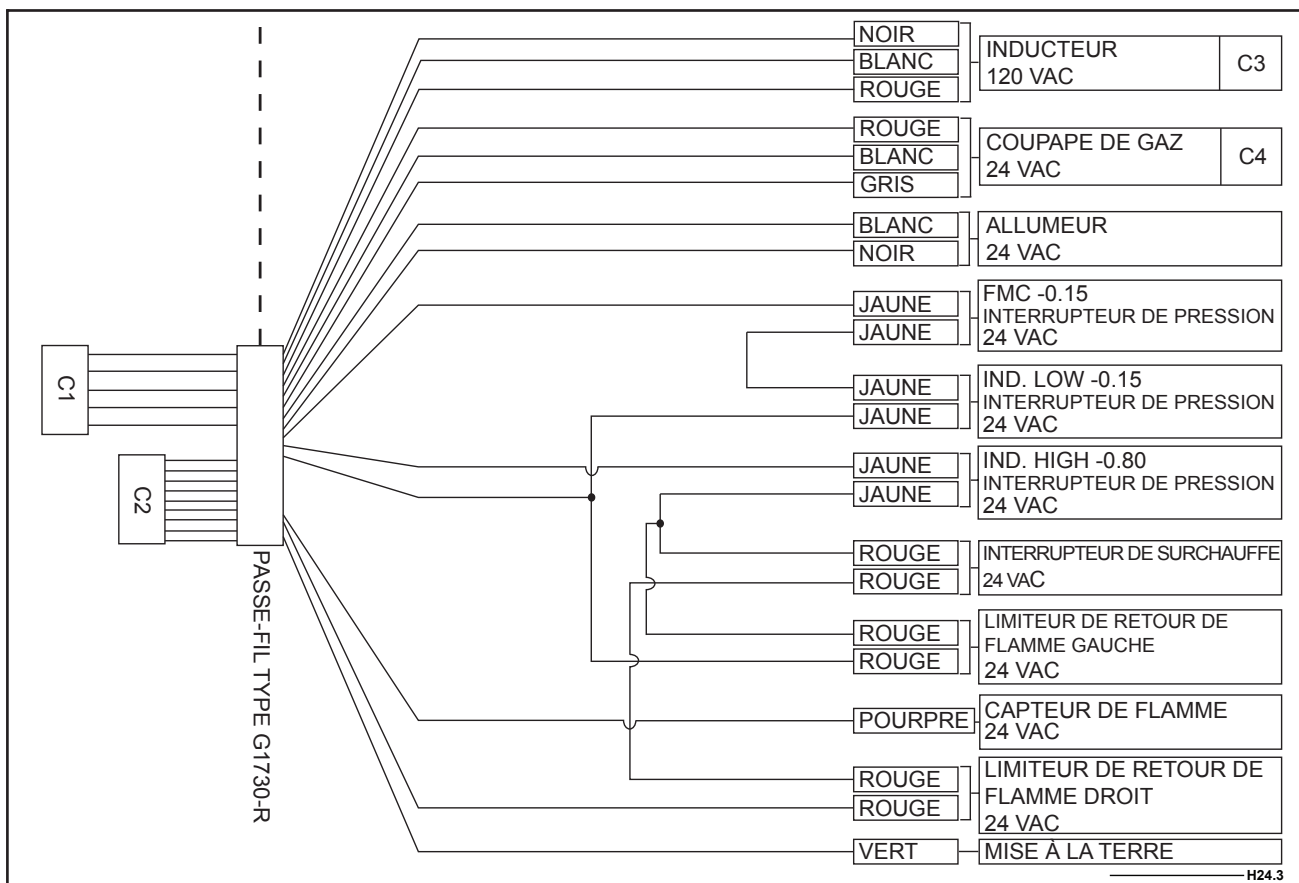 NOIR
BLANC
ROUGE
INDUCTEUR
120 VAC
C3
ROUGE
BLANC
GRIS
COUPAPE DE GAZ
24 VAC
C4
BLANC
NOIR
ALLUMEUR
24 VAC
JAUNE
JAUNE
FMC -0.15
INTERRUPTEUR DE PRESSION
24 VAC
JAUNE
JAUNE
IND. LOW -0.15
INTERRUPTEUR DE PRESSION
24 VAC
JAUNE
JAUNE
IND. HIGH -0.80
INTERRUPTEUR DE PRESSION
24 VAC
ROUGE
ROUGE
INTERRUPTEUR DE SURCHAUFFE
24 VAC
ROUGE
ROUGE
LIMITEUR DE RETOUR DE
FLAMME GAUCHE
24 VAC
POURPRE
CAPTEUR DE FLAMME
24 VAC
ROUGE
ROUGE
LIMITEUR DE RETOUR DE
FLAMME DROIT
24 VAC
VERT
MISE À LA TERRE
C1
C2
PASSE-FIL TYPE G1730-R
H24.3